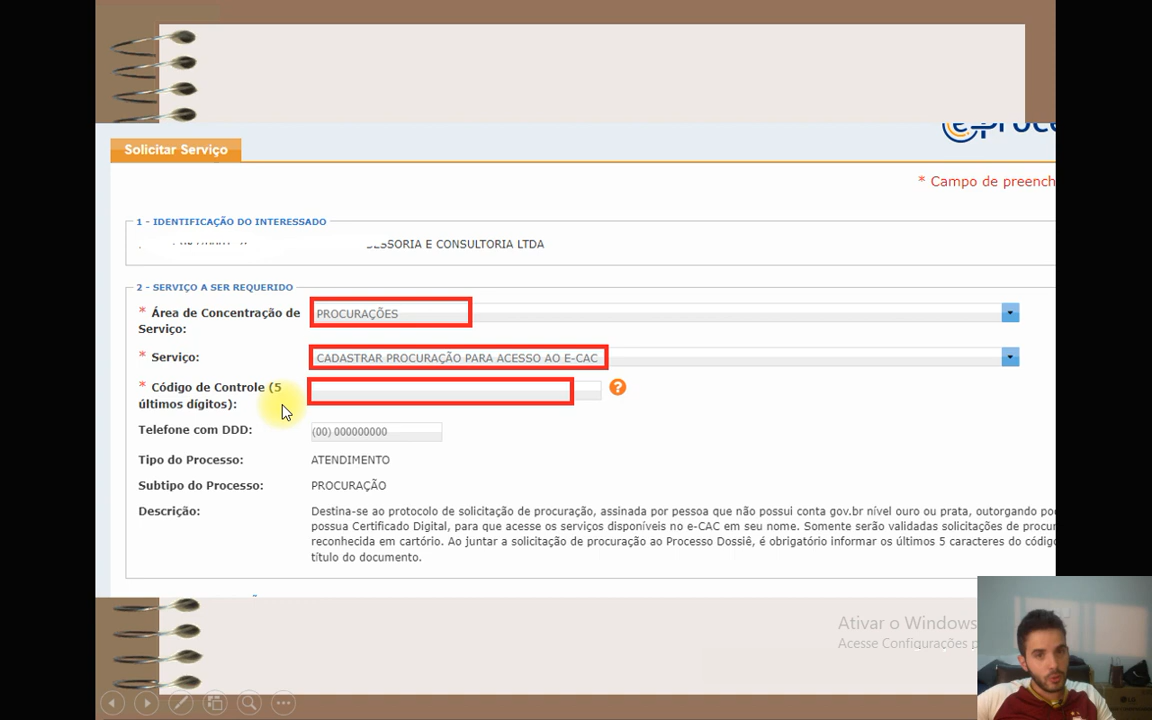 Solicitar Serviço
* Campo de preench
1 - IDENTIFICAÇÃO DO INTERESSADO
E CONSULTORIA LTDA
2 - SERVIÇO A SER REQUERIDO
* Área de Concentração de Serviço: PROCURAÇÕES
* Serviço: CADASTRAR PROCURAÇÃO PARA ACESSO AO E-CAC
* Código de Controle (5 últimos dígitos): ?
Telefone com DDD: (00) 000000000
Tipo do Processo: ATENDIMENTO
Subtipo do Processo: PROCURAÇÃO
Descrição: Destina-se ao protocolo de solicitação de procuração, assinada por pessoa que não possui conta gov.br nível ouro ou prata, outorgando
possua Certificado Digital, para que acesse os serviços disponíveis no e-CAC em seu nome. Somente serão validadas solicitações de
reconhecida em cartório. Ao juntar a solicitação de procuração ao Processo Dossiê, é obrigatório informar os últimos 5 caracteres do
título do documento.
Ativar o Windows
Acesse Configurações